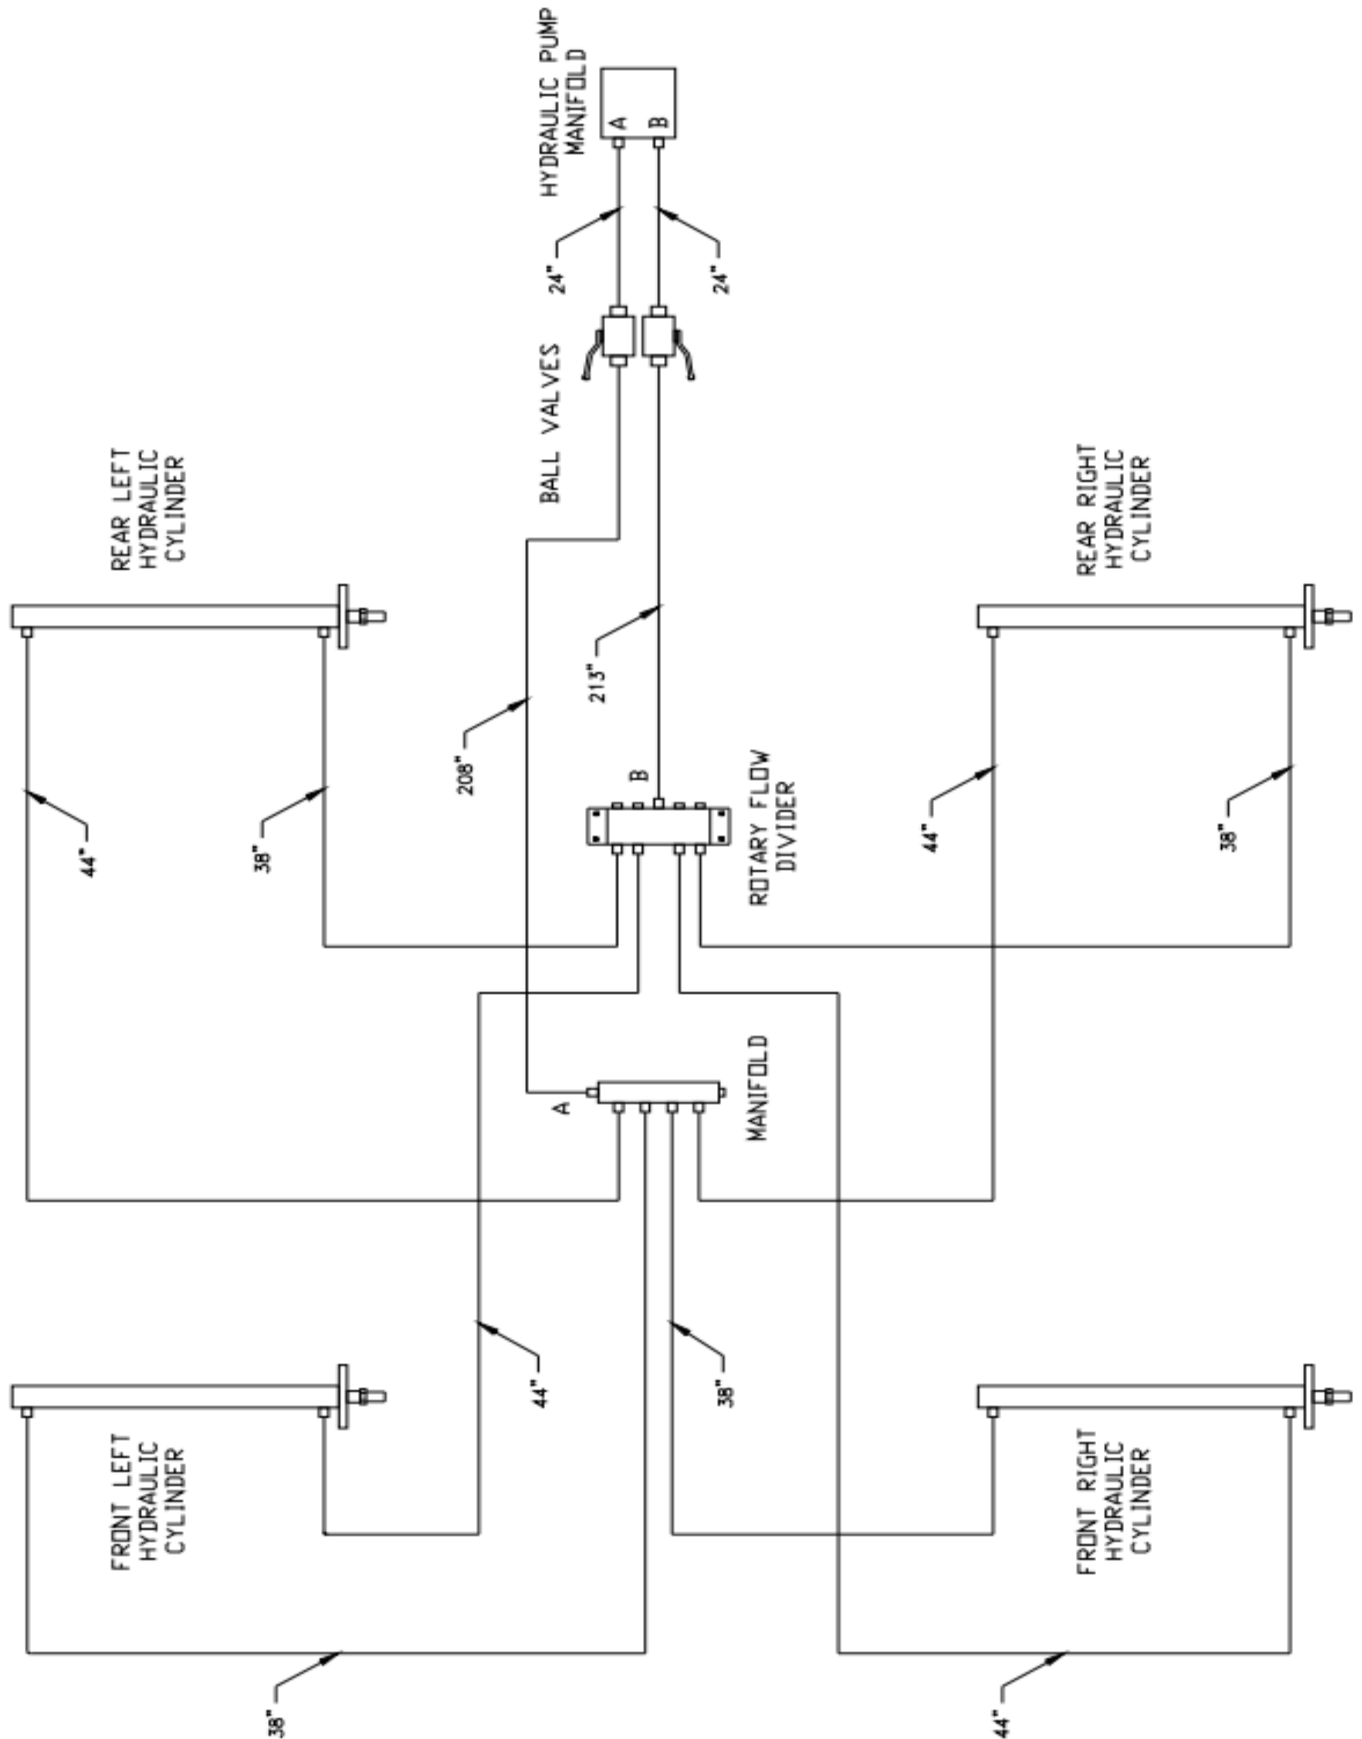 HYDRAULIC PUMP
MANIFOLD
A
B
24"
24"
BALL VALVES
REAR LEFT
HYDRAULIC
CYLINDER
REAR RIGHT
HYDRAULIC
CYLINDER
208"
213"
B
ROTARY FLOW
DIVIDER
44"
38"
44"
38"
A
MANIFOLD
44"
38"
FRONT LEFT
HYDRAULIC
CYLINDER
FRONT RIGHT
HYDRAULIC
CYLINDER
38"
44"